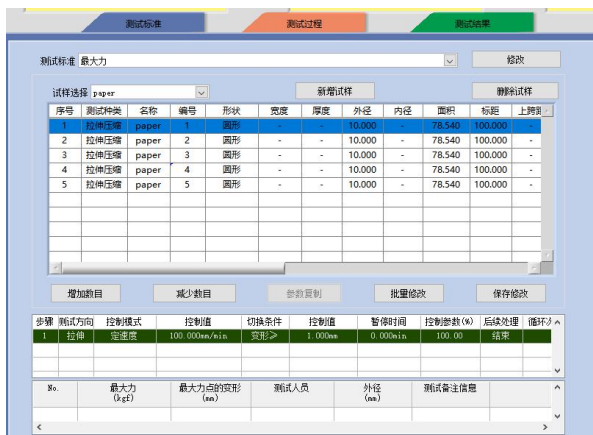 测试标准 测试过程 测试结果
测试标准 最大力 修改
试样选择 paper 新增试样 删除试样
序号 测试种类 名称 编号 形状 宽度 厚度 外径 内径 面积 标距
1 拉伸压缩 paper 1 圆形 - - 10.000 - 78.540 100.000 -
2 拉伸压缩 paper 2 圆形 - - 10.000 - 78.540 100.000 -
3 拉伸压缩 paper 3 圆形 - - 10.000 - 78.540 100.000 -
4 拉伸压缩 paper 4 圆形 - - 10.000 - 78.540 100.000 -
5 拉伸压缩 paper 5 圆形 - - 10.000 - 78.540 100.000 -
增加数目 减少数目 参数复制 批量修改 保存修改
步骤 测试方向 控制模式 控制值 切换条件 控制值 暂停时间 控制参数(%) 后续处理
1 拉伸 定速度 100.000mm/min 变形≥ 1.000mm 0.000min 100.00 结束
No. 最大力 最大力点的变形 测试人员 外径 测试备注信息
(kgf) (mm) (mm)